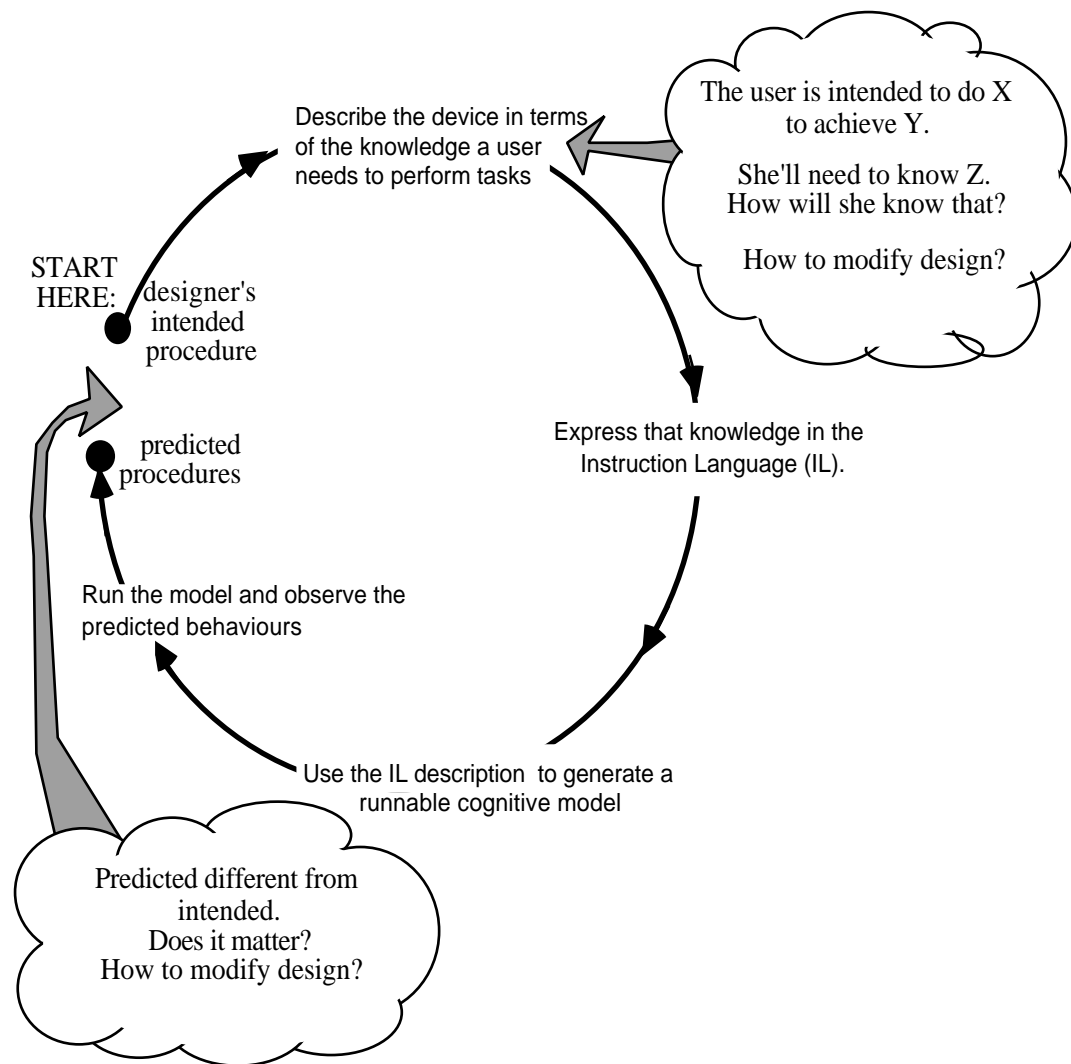 START
HERE:
designer's
intended
procedure
Describe the device in terms
of the knowledge a user
needs to perform tasks
The user is intended to do X
to achieve Y.
She'll need to know Z.
How will she know that?
How to modify design?
Express that knowledge in the
Instruction Language (IL).
Use the IL description to generate a
runnable cognitive model
Run the model and observe the
predicted behaviours
predicted
procedures
Predicted different from
intended.
Does it matter?
How to modify design?